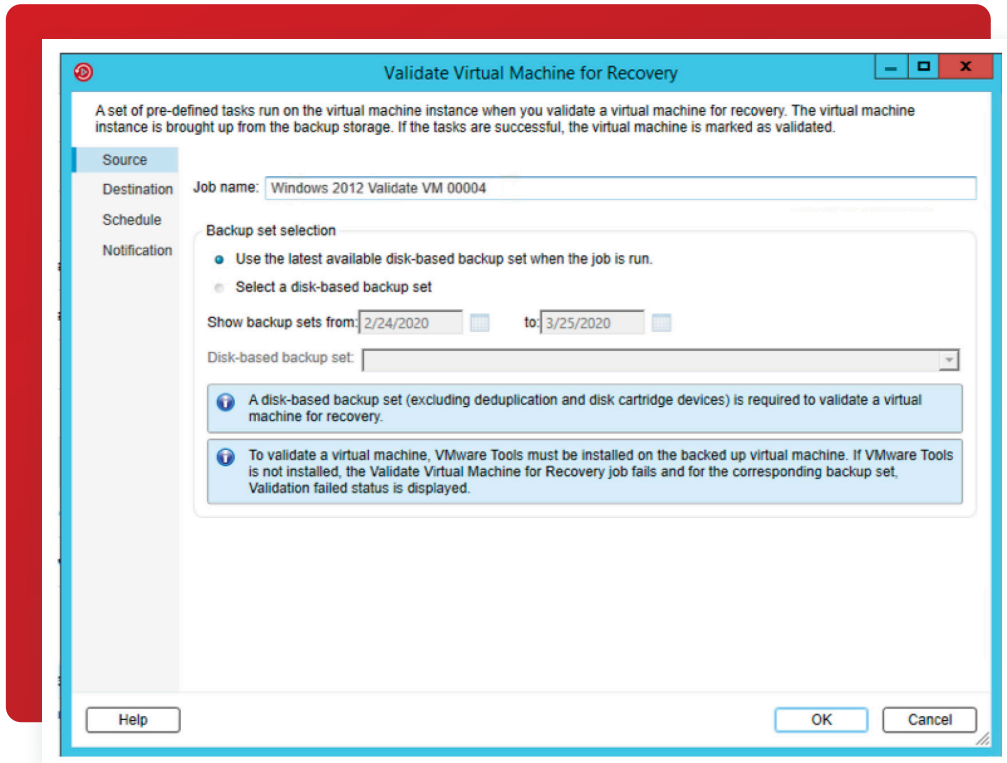 Validate Virtual Machine for Recovery
A set of pre-defined tasks run on the virtual machine instance when you validate a virtual machine for recovery. The virtual machine
instance is brought up from the backup storage. If the tasks are successful, the virtual machine is marked as validated.
Source
Destination
Schedule
Notification
Job name: Windows 2012 Validate VM 00004
Backup set selection
Use the latest available disk-based backup set when the job is run.
Select a disk-based backup set
Show backup sets from: 2/24/2020 to: 3/25/2020
Disk-based backup set:
A disk-based backup set (excluding deduplication and disk cartridge devices) is required to validate a virtual
machine for recovery.
To validate a virtual machine, VMware Tools must be installed on the backed up virtual machine. If VMware Tools
is not installed, the Validate Virtual Machine for Recovery job fails and for the corresponding backup set,
Validation failed status is displayed.
Help OK Cancel